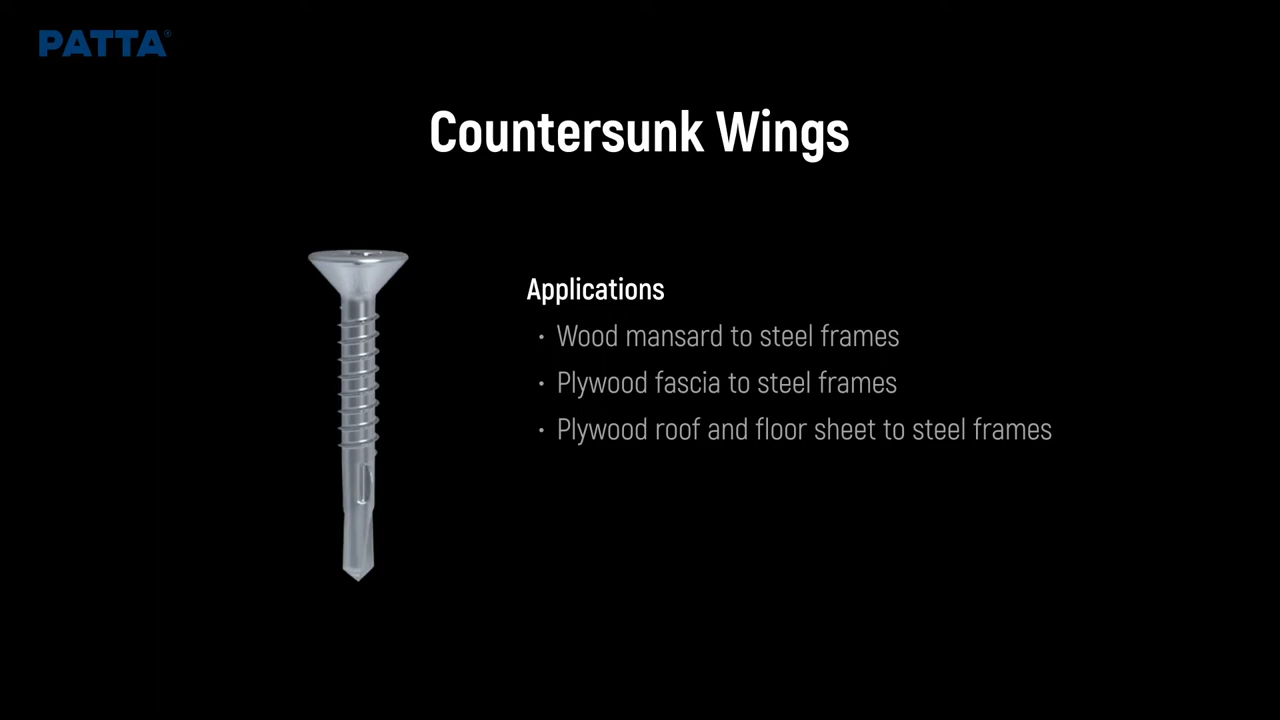 PATTA®
Countersunk Wings
Applications
• Wood mansard to steel frames
• Plywood fascia to steel frames
• Plywood roof and floor sheet to steel frames